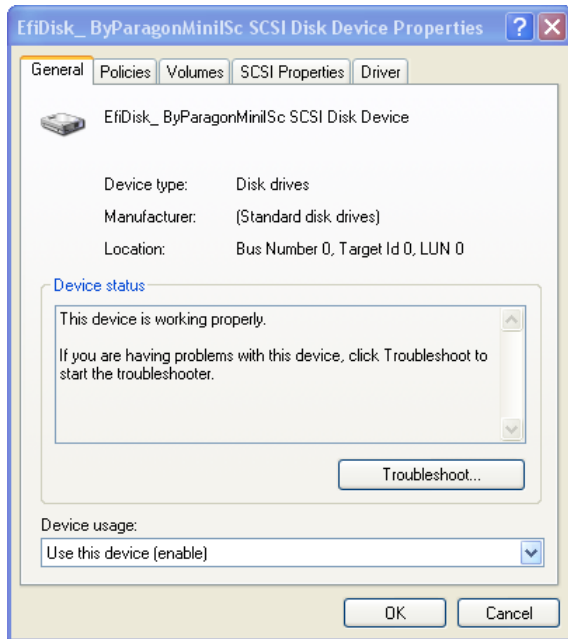 EfiDisk_ ByParagonMiniISc SCSI Disk Device Properties
General Policies Volumes SCSI Properties Driver
EfiDisk_ ByParagonMiniISc SCSI Disk Device
Device type: Disk drives
Manufacturer: (Standard disk drives)
Location: Bus Number 0, Target Id 0, LUN 0
Device status
This device is working properly.
If you are having problems with this device, click Troubleshoot to
start the troubleshooter.
Troubleshoot...
Device usage:
Use this device (enable)
OK Cancel